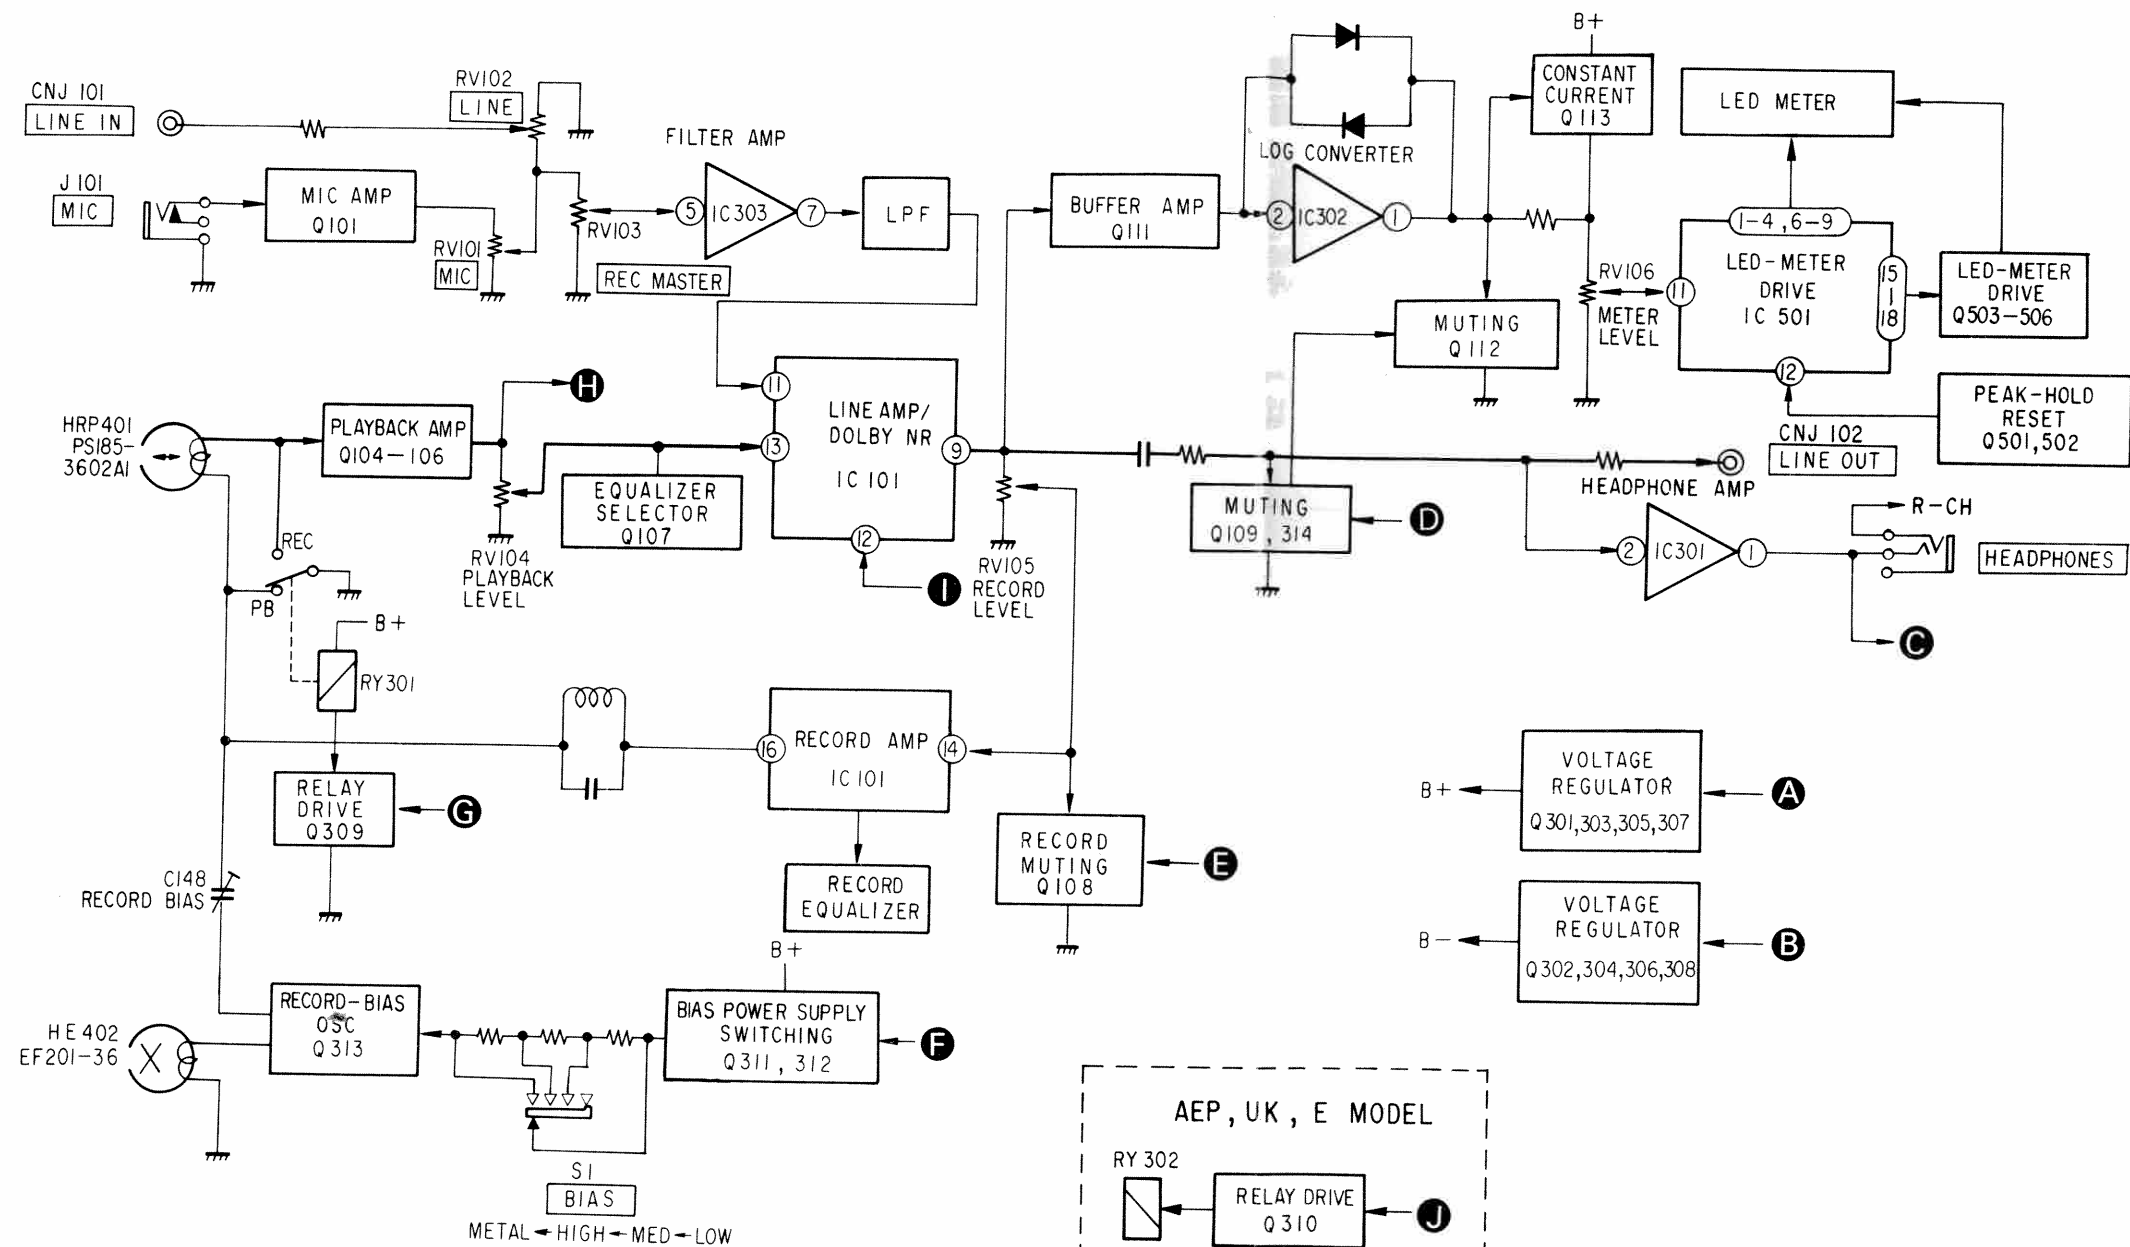 CNJ 101
LINE IN
RV102
LINE
FILTER AMP
J 101
MIC
MIC AMP
Q101
RV101
MIC
RV103
REC MASTER
5
IC303
7
LPF
BUFFER AMP
Q111
LOG CONVERTER
2
IC302
1
B+
CONSTANT
CURRENT
Q113
LED METER
1-4, 6-9
LED-METER
DRIVE
IC 501
11
15
|
18
12
LED-METER
DRIVE
Q503-506
RV106
METER
LEVEL
MUTING
Q112
PEAK-HOLD
RESET
Q501, 502
HRP401
PS185-
3602A1
PLAYBACK AMP
Q104-106
H
RV104
PLAYBACK
LEVEL
EQUALIZER
SELECTOR
Q107
11
13
LINE AMP/
DOLBY NR
IC 101
9
12
I
RV105
RECORD
LEVEL
MUTING
Q109, 314
D
CNJ 102
LINE OUT
HEADPHONE AMP
2
IC301
1
R-CH
HEADPHONES
C
REC
PB
B+
RY301
RELAY
DRIVE
Q309
G
16
RECORD AMP
IC101
14
RECORD
EQUALIZER
RECORD
MUTING
Q108
E
VOLTAGE
REGULATOR
Q301,303,305,307
B+
A
VOLTAGE
REGULATOR
Q302,304,306,308
B-
B
C148
RECORD BIAS
HE402
EF201-36
RECORD-BIAS
OSC
Q313
B+
BIAS POWER SUPPLY
SWITCHING
Q311, 312
F
S1
BIAS
METAL←HIGH←MED←LOW
AEP, UK, E MODEL
RY302
RELAY DRIVE
Q310
J